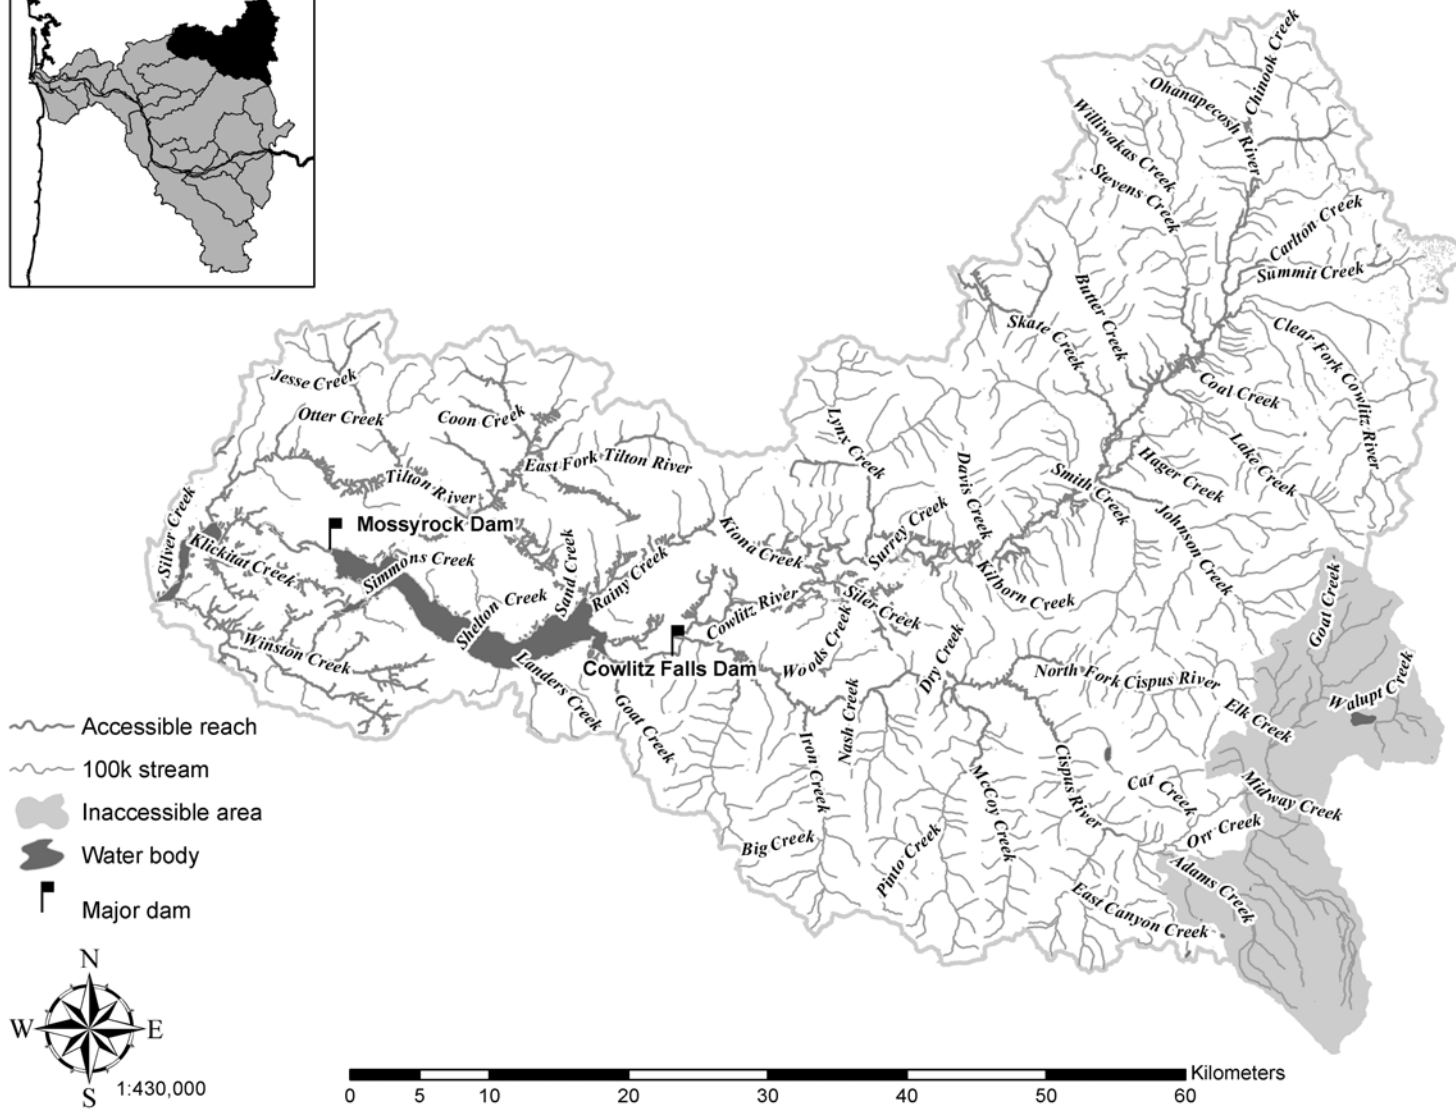 Chinook Creek
Ohanapecosh River
Williwakas Creek
Stevens Creek
Carlton Creek
Summit Creek
Butter Creek
Skate Creek
Clear Fork Cowlitz River
Coal Creek
Jesse Creek
Otter Creek
Coon Creek
Lynx Creek
East Fork Tilton River
Tilton River
Davis Creek
Smith Creek
Hager Creek
Lake Creek
Johnson Creek
Silver Creek
Mossyrock Dam
Klickitat Creek
Simmons Creek
Sand Creek
Rainy Creek
Kiona Creek
Surrey Creek
Kilborn Creek
Shelton Creek
Cowlitz River
Siler Creek
Woods Creek
Goat Creek
Winston Creek
Landers Creek
Cowlitz Falls Dam
Dry Creek
North Fork Cispus River
Walupt Creek
Elk Creek
Goat Creek
Nash Creek
Iron Creek
Cispus River
McCoy Creek
Cat Creek
Midway Creek
Orr Creek
Big Creek
Pinto Creek
Adams Creek
East Canyon Creek
Accessible reach
100k stream
Inaccessible area
Water body
Major dam
N
W E
S
1:430,000
Kilometers
0 5 10 20 30 40 50 60